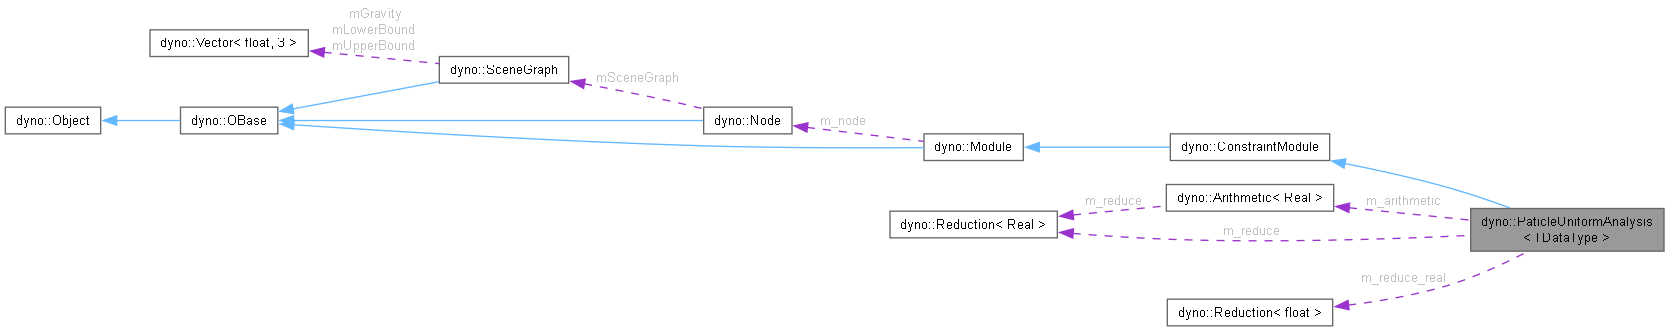 mGravity
mLowerBound
mUpperBound
dyno::Vector< float, 3 >
dyno::SceneGraph
mSceneGraph
dyno::Object
dyno::OBase
dyno::Node
m_node
dyno::Module
dyno::ConstraintModule
dyno::Arithmetic< Real >
m_reduce
m_arithmetic
dyno::Reduction< Real >
m_reduce
dyno::PaticleUniformAnalysis
< TDataType >
m_reduce_real
dyno::Reduction< float >